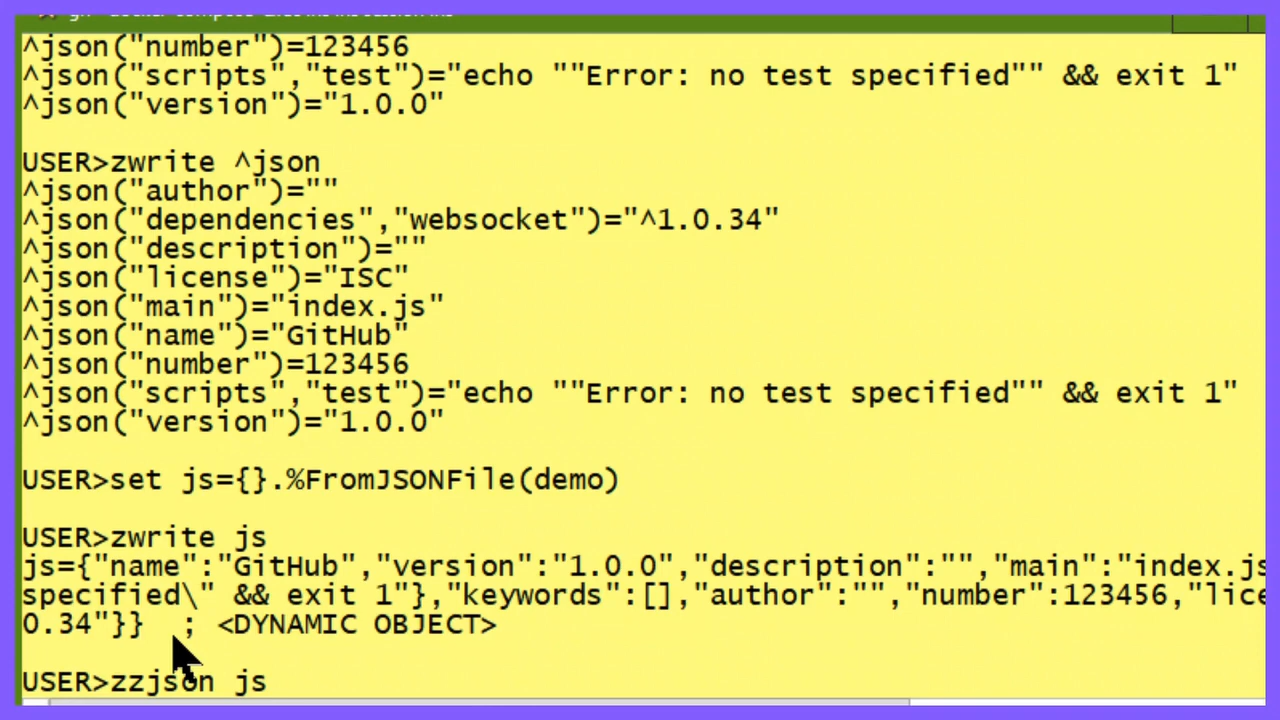 ^json("number")=123456
^json("scripts","test")="echo ""Error: no test specified"" && exit 1"
^json("version")="1.0.0"
USER>zwrite ^json
^json("author")=""
^json("dependencies","websocket")="^1.0.34"
^json("description")=""
^json("license")="ISC"
^json("main")="index.js"
^json("name")="GitHub"
^json("number")=123456
^json("scripts","test")="echo ""Error: no test specified"" && exit 1"
^json("version")="1.0.0"
USER>set js={}.%FromJSONFile(demo)
USER>zwrite js
js={"name":"GitHub","version":"1.0.0","description":"","main":"index.js
specified\" && exit 1"},"keywords":[],"author":"","number":123456,"lice
0.34"}}  ; <DYNAMIC OBJECT>
USER>zzjson js